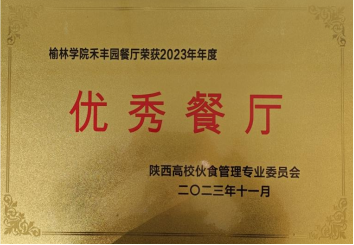 榆林学院禾丰园餐厅荣获2023年年度
优秀餐厅
陕西高校伙食管理专业委员会
二〇二三年十一月